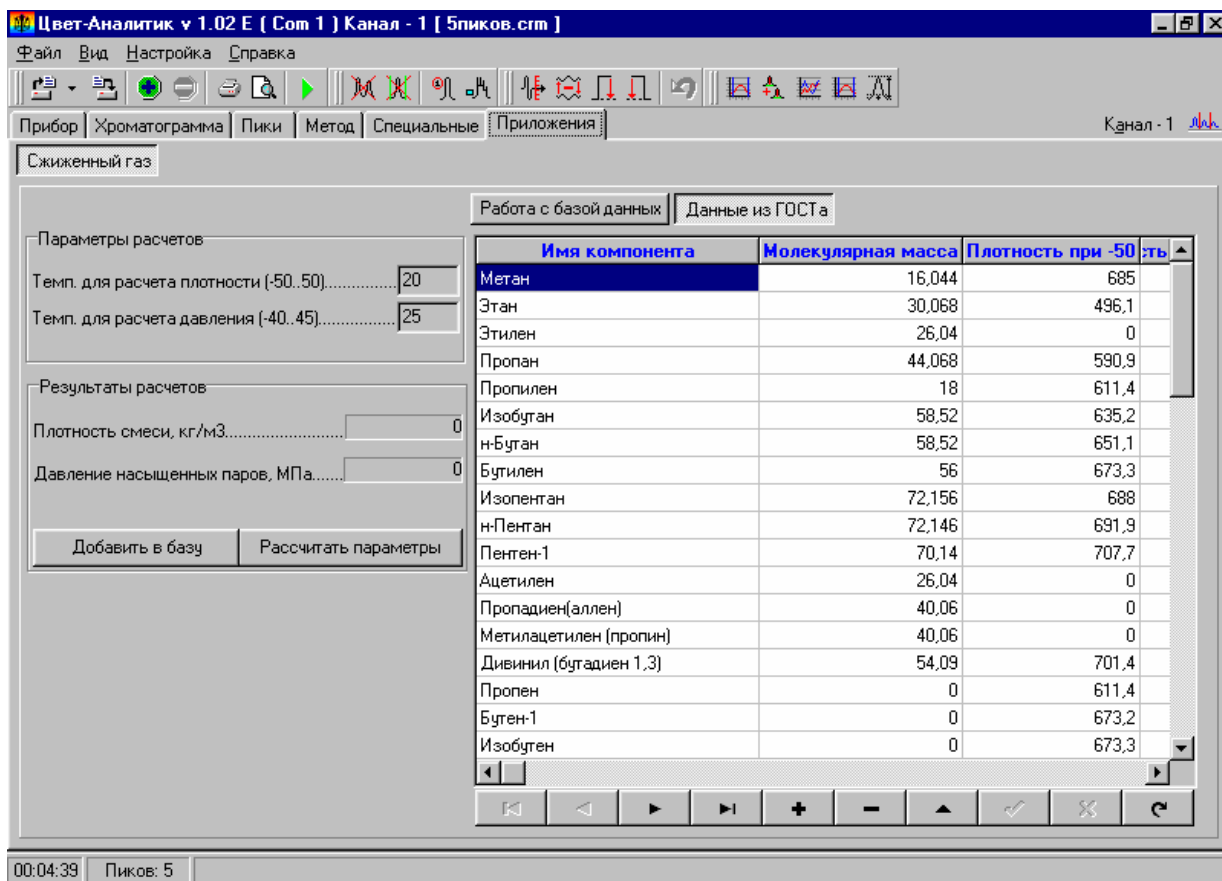 Цвет-Аналитик v 1.02 E ( Com 1 ) Канал - 1 [ 5пиков.crm ]
Файл Вид Настройка Справка
Прибор Хроматограмма Пики Метод Специальные Приложения Канал - 1
Сжиженный газ
Работа с базой данных Данные из ГОСТа
Параметры расчетов
Темп. для расчета плотности (-50..50)................ 20
Темп. для расчета давления (-40..45)................. 25
Результаты расчетов
Плотность смеси, кг/м3.......................... 0
Давление насыщенных паров, МПа....... 0
Добавить в базу Рассчитать параметры
Имя компонента Молекулярная масса Плотность при -50 сть
Метан 16,044 685
Этан 30,068 496,1
Этилен 26,04 0
Пропан 44,068 590,9
Пропилен 18 611,4
Изобутан 58,52 635,2
н-Бутан 58,52 651,1
Бутилен 56 673,3
Изопентан 72,156 688
н-Пентан 72,146 691,9
Пентен-1 70,14 707,7
Ацетилен 26,04 0
Пропадиен(аллен) 40,06 0
Метилацетилен (пропин) 40,06 0
Дивинил (бутадиен 1,3) 54,09 701,4
Пропен 0 611,4
Бутен-1 0 673,2
Изобутен 0 673,3
00:04:39 Пиков: 5